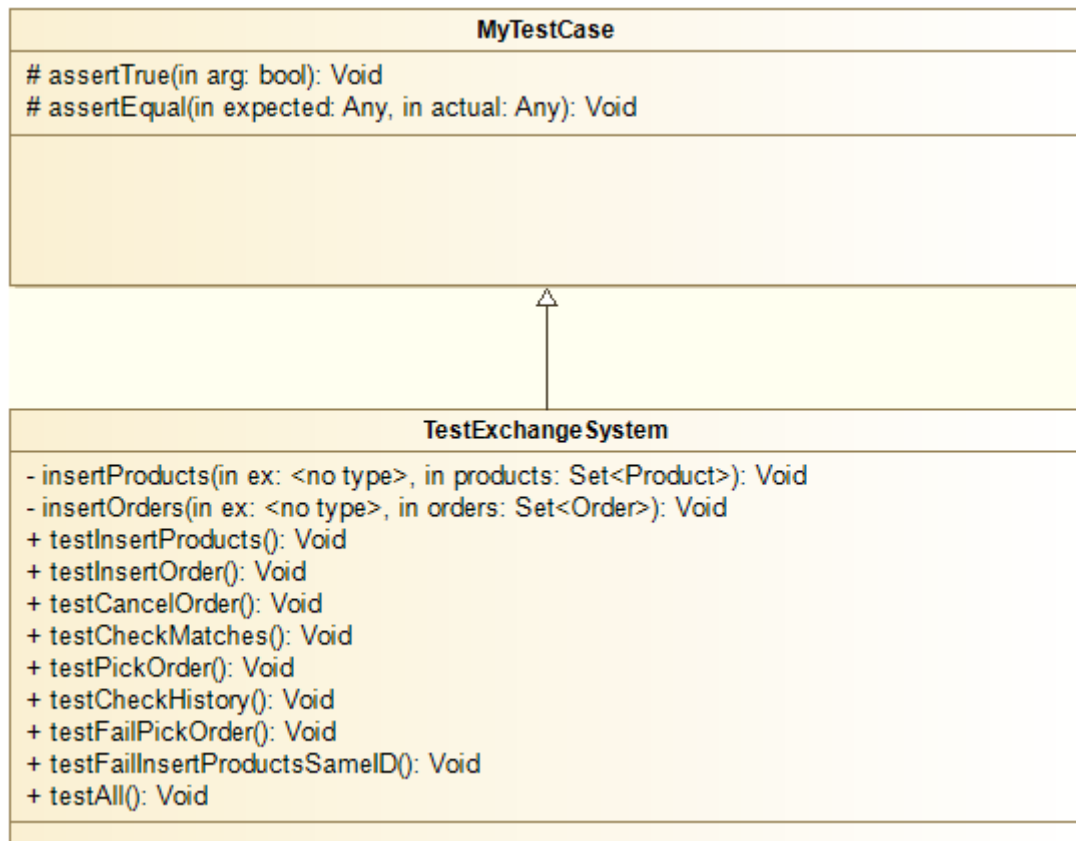 MyTestCase
# assertTrue(in arg: bool): Void
# assertEqual(in expected: Any, in actual: Any): Void
TestExchangeSystem
- insertProducts(in ex: <no type>, in products: Set<Product>): Void
- insertOrders(in ex: <no type>, in orders: Set<Order>): Void
+ testInsertProducts(): Void
+ testInsertOrder(): Void
+ testCancelOrder(): Void
+ testCheckMatches(): Void
+ testPickOrder(): Void
+ testCheckHistory(): Void
+ testFailPickOrder(): Void
+ testFailInsertProductsSameID(): Void
+ testAll(): Void